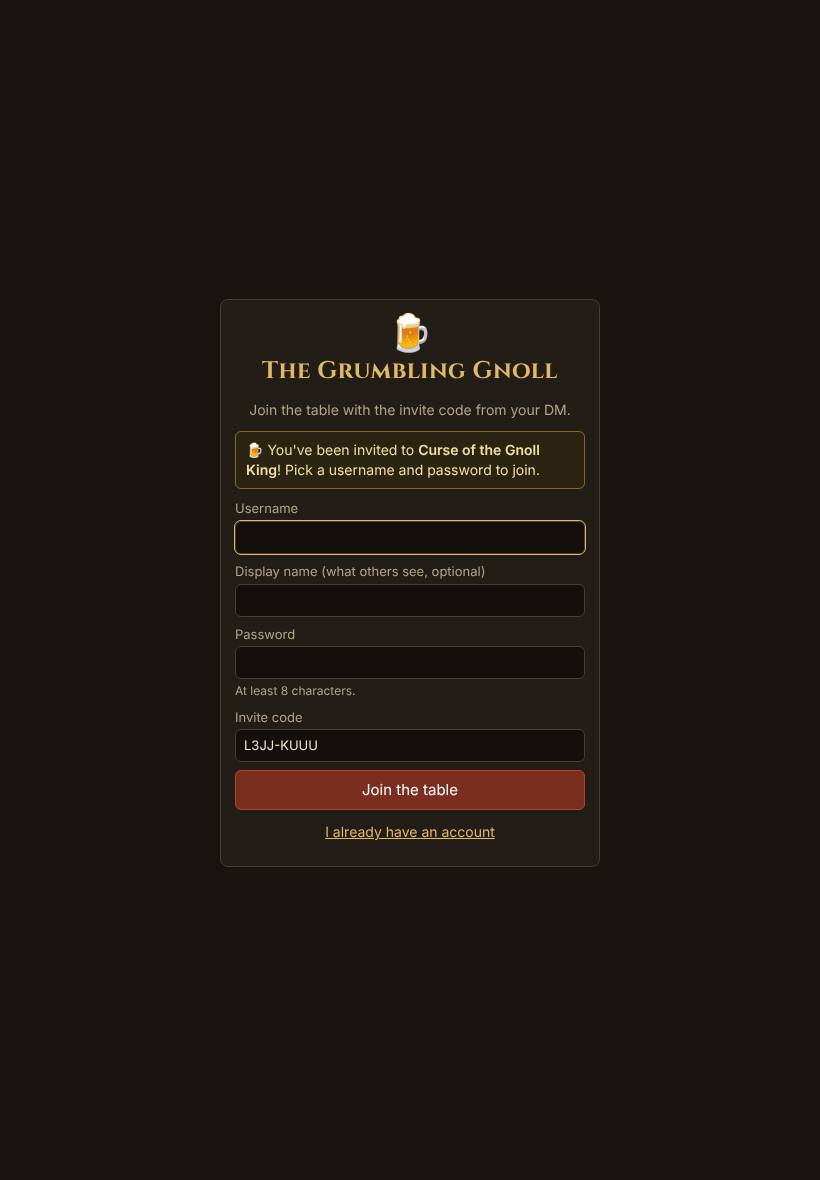 The Grumbling Gnoll
Join the table with the invite code from your DM.
🍺 You've been invited to Curse of the Gnoll
King! Pick a username and password to join.
Username
Display name (what others see, optional)
Password
At least 8 characters.
Invite code
L3JJ-KUUU
Join the table
I already have an account